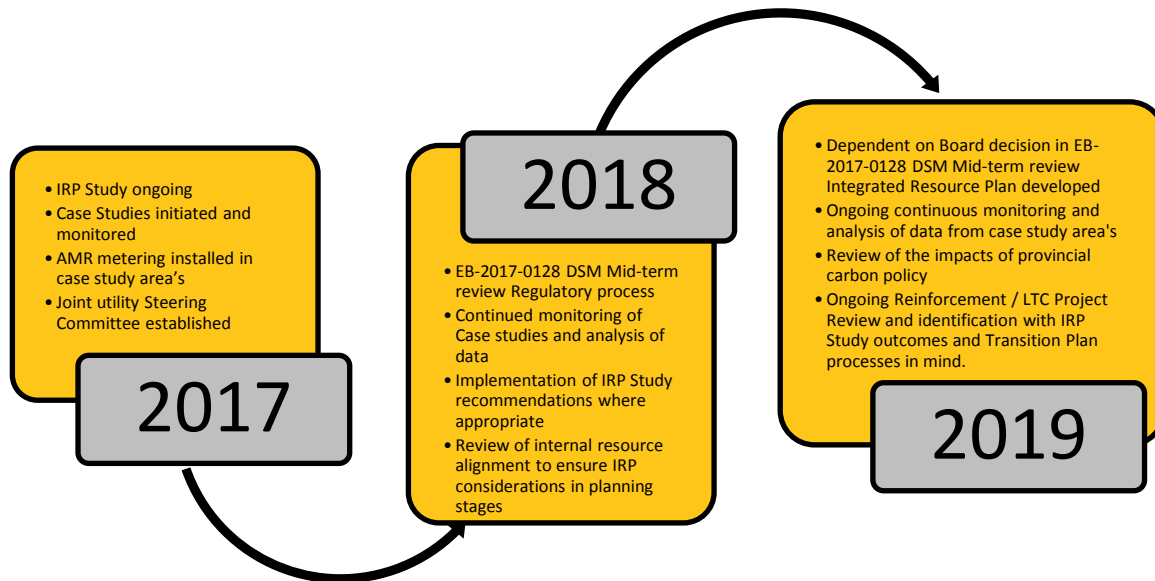 • IRP Study ongoing
• Case Studies initiated and
monitored
• AMR metering installed in
case study area’s
• Joint utility Steering
Committee established
2017
2018
• EB-2017-0128 DSM Mid-term
review Regulatory process
• Continued monitoring of
Case studies and analysis of
data
• Implementation of IRP Study
recommendations where
appropriate
• Review of internal resource
alignment to ensure IRP
considerations in planning
stages
• Dependent on Board decision in EB-
2017-0128 DSM Mid-term review
Integrated Resource Plan developed
• Ongoing continuous monitoring and
analysis of data from case study area's
• Review of the impacts of provincial
carbon policy
• Ongoing Reinforcement / LTC Project
Review and identification with IRP
Study outcomes and Transition Plan
processes in mind.
2019